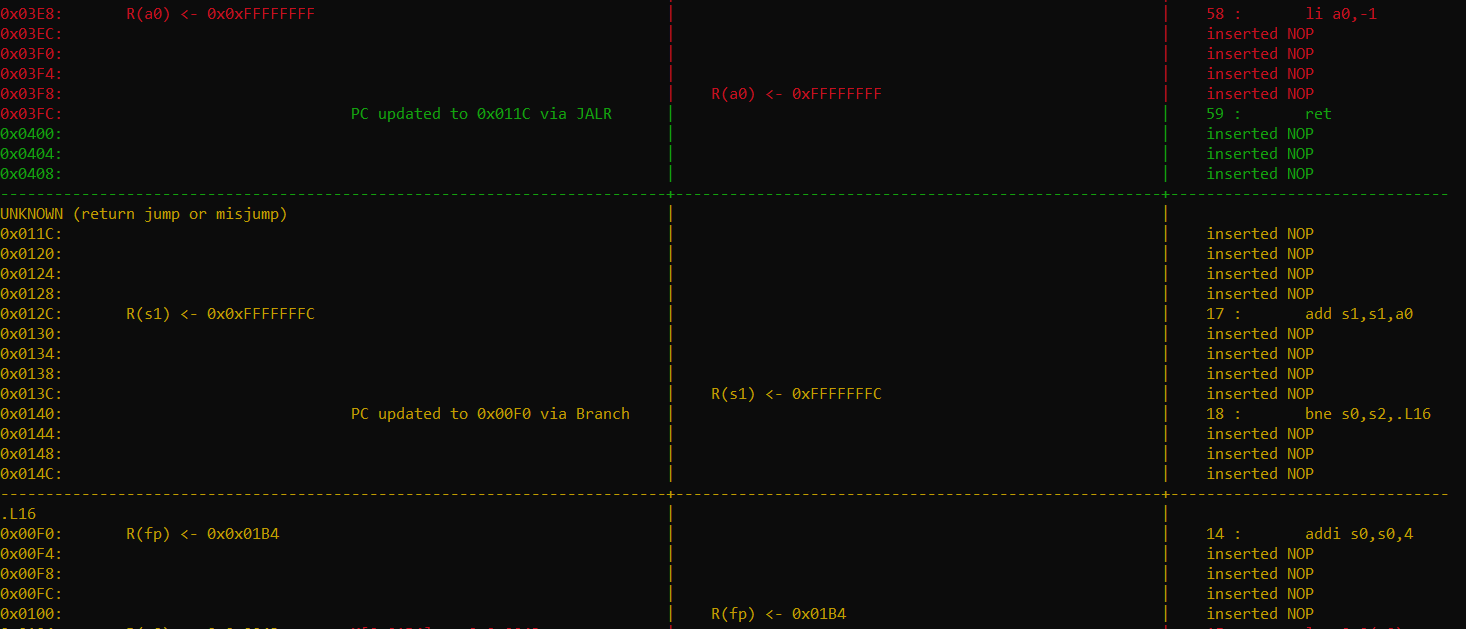 0x03E8: R(a0) <- 0x0xFFFFFFFF | | 58 : li a0,-1
0x03EC: | | inserted NOP
0x03F0: | | inserted NOP
0x03F4: | | inserted NOP
0x03F8: | R(a0) <- 0xFFFFFFFF | inserted NOP
0x03FC: PC updated to 0x011C via JALR | | 59 : ret
0x0400: | | inserted NOP
0x0404: | | inserted NOP
0x0408: | | inserted NOP
--------------------------------------------------------------------------+------------------------------------------------------+-------------------------------
UNKNOWN (return jump or misjump) | |
0x011C: | | inserted NOP
0x0120: | | inserted NOP
0x0124: | | inserted NOP
0x0128: | | inserted NOP
0x012C: R(s1) <- 0x0xFFFFFFFC | | 17 : add s1,s1,a0
0x0130: | | inserted NOP
0x0134: | | inserted NOP
0x0138: | | inserted NOP
0x013C: | R(s1) <- 0xFFFFFFFC | inserted NOP
0x0140: PC updated to 0x00F0 via Branch | | 18 : bne s0,s2,.L16
0x0144: | | inserted NOP
0x0148: | | inserted NOP
0x014C: | | inserted NOP
--------------------------------------------------------------------------+------------------------------------------------------+-------------------------------
.L16 | |
0x00F0: R(fp) <- 0x0x01B4 | | 14 : addi s0,s0,4
0x00F4: | | inserted NOP
0x00F8: | | inserted NOP
0x00FC: | | inserted NOP
0x0100: | R(fp) <- 0x01B4 | inserted NOP